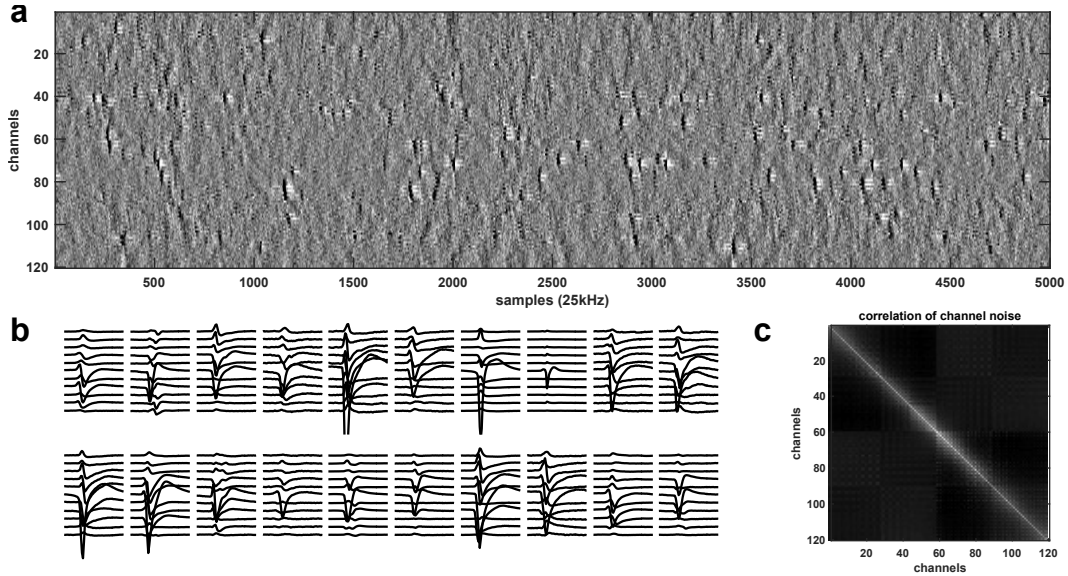 a
channels
20
40
60
80
100
120
500 1000 1500 2000 2500 3000 3500 4000 4500 5000
samples (25kHz)
b
c
correlation of channel noise
channels
20
40
60
80
100
120
20 40 60 80 100 120
channels